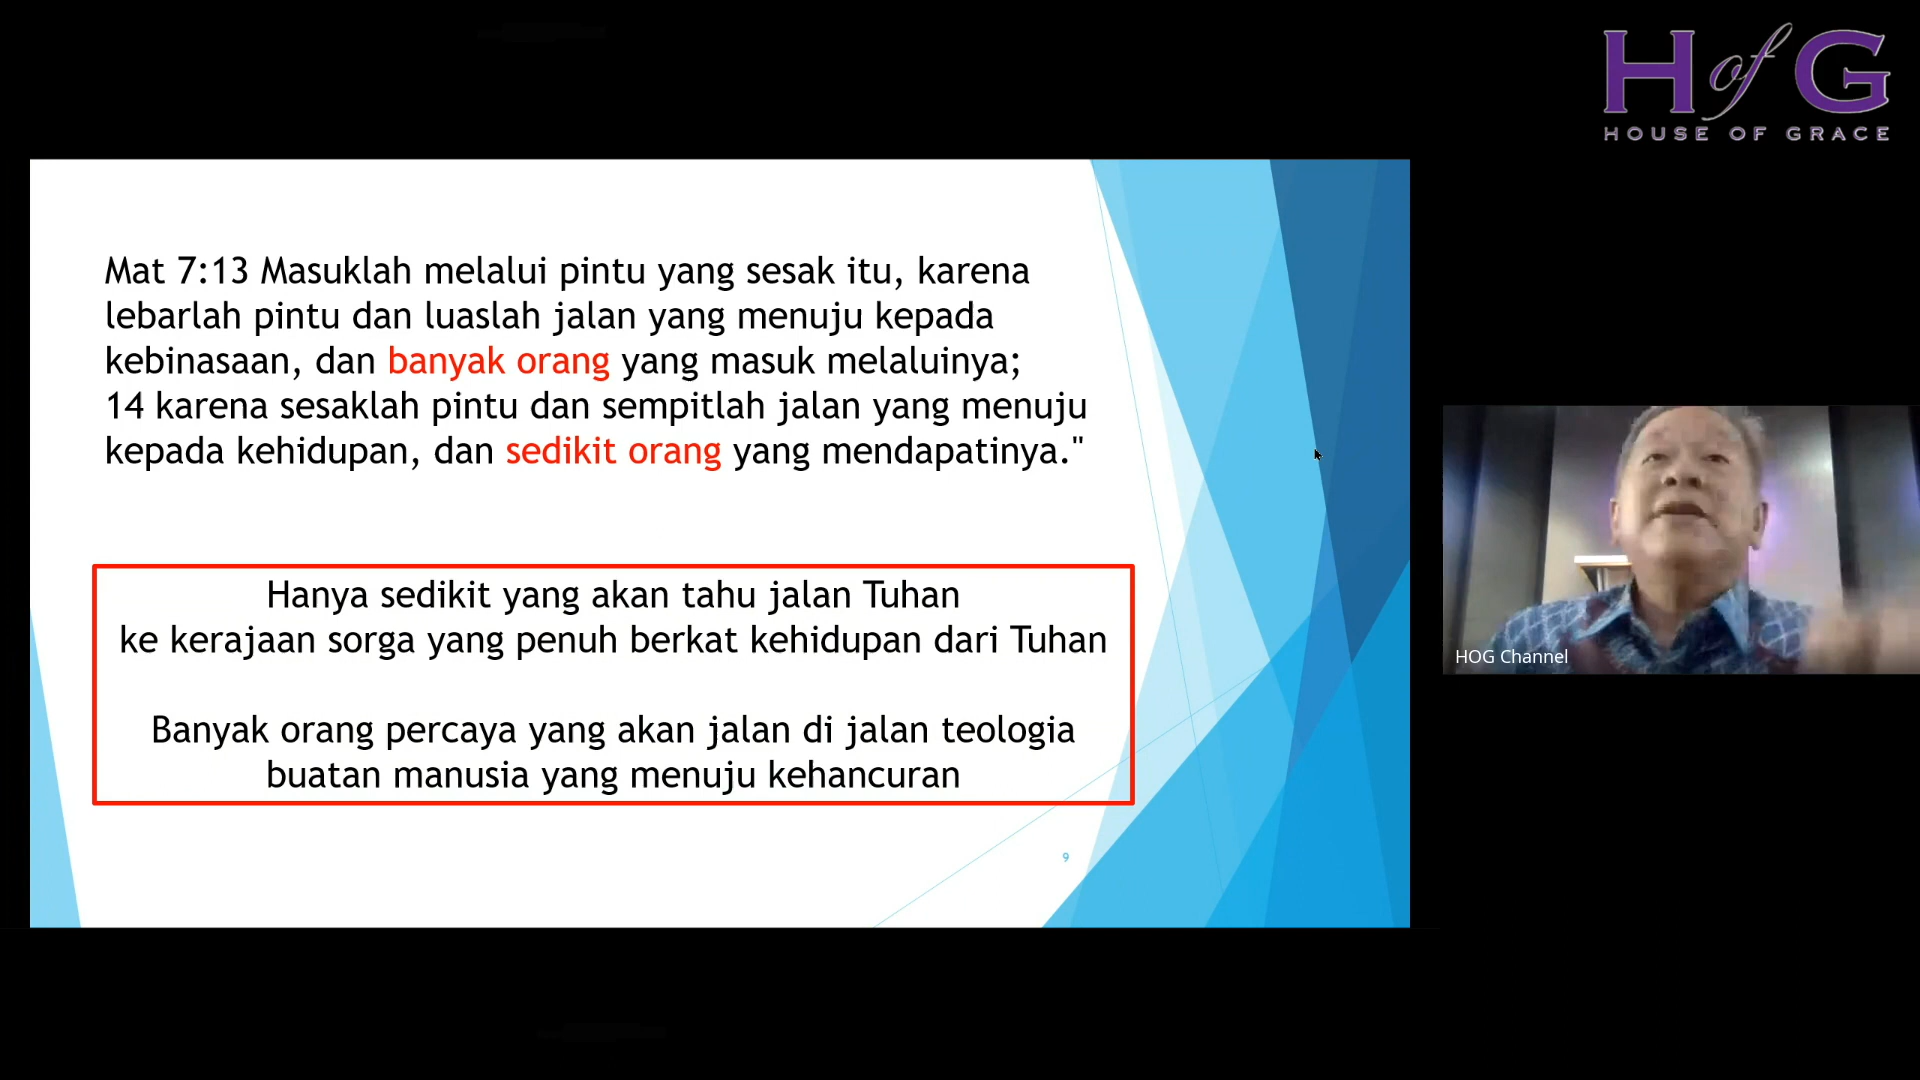 H of G
HOUSE OF GRACE
Mat 7:13 Masuklah melalui pintu yang sesak itu, karena
lebarlah pintu dan luaslah jalan yang menuju kepada
kebinasaan, dan banyak orang yang masuk melaluinya;
14 karena sesaklah pintu dan sempitlah jalan yang menuju
kepada kehidupan, dan sedikit orang yang mendapatinya."
Hanya sedikit yang akan tahu jalan Tuhan
ke kerajaan sorga yang penuh berkat kehidupan dari Tuhan
Banyak orang percaya yang akan jalan di jalan teologia
buatan manusia yang menuju kehancuran
9
HOG Channel